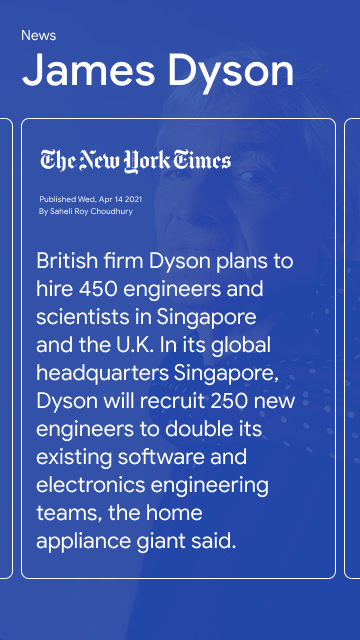 News
James Dyson
The New York Times
Published Wed, Apr 14 2021
By Saheli Roy Choudhury
British firm Dyson plans to
hire 450 engineers and
scientists in Singapore
and the U.K. In its global
headquarters Singapore,
Dyson will recruit 250 new
engineers to double its
existing software and
electronics engineering
teams, the home
appliance giant said.